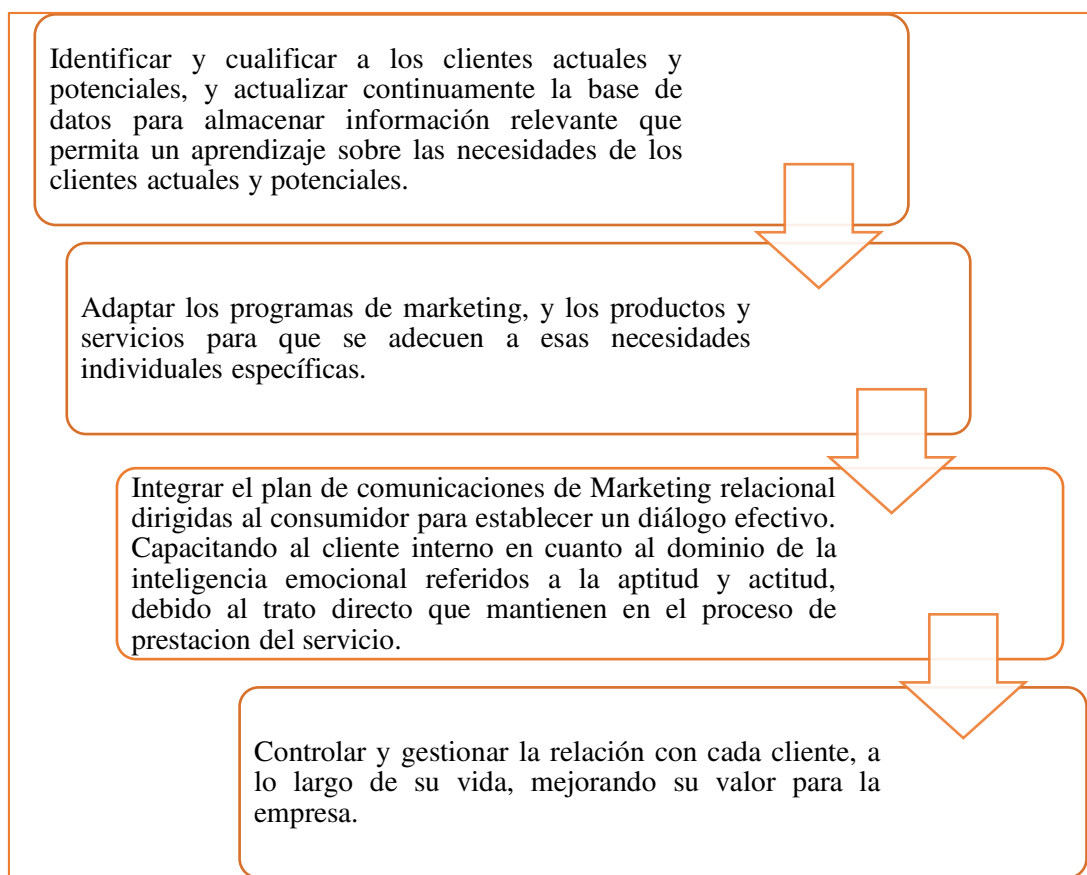 Identificar y cualificar a los clientes actuales y
potenciales, y actualizar continuamente la base de
datos para almacenar información relevante que
permita un aprendizaje sobre las necesidades de los
clientes actuales y potenciales.
Adaptar los programas de marketing, y los productos y
servicios para que se adecuen a esas necesidades
individuales específicas.
Integrar el plan de comunicaciones de Marketing relacional
dirigidas al consumidor para establecer un diálogo efectivo.
Capacitando al cliente interno en cuanto al dominio de la
inteligencia emocional referidos a la aptitud y actitud,
debido al trato directo que mantienen en el proceso de
prestacion del servicio.
Controlar y gestionar la relación con cada cliente, a
lo largo de su vida, mejorando su valor para la
empresa.